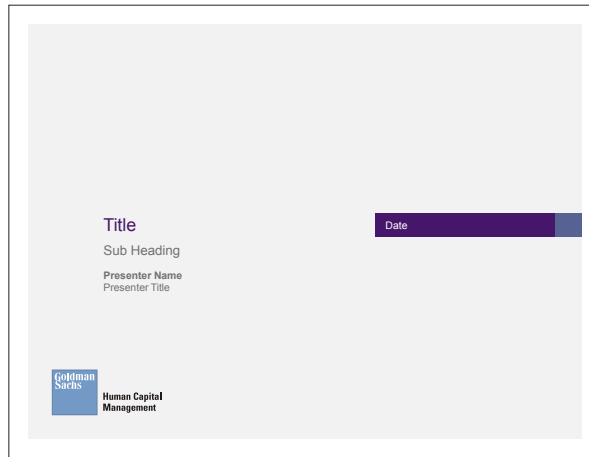 Title
Date
Sub Heading
Presenter Name
Presenter Title
Goldman
Sachs
Human Capital
Management